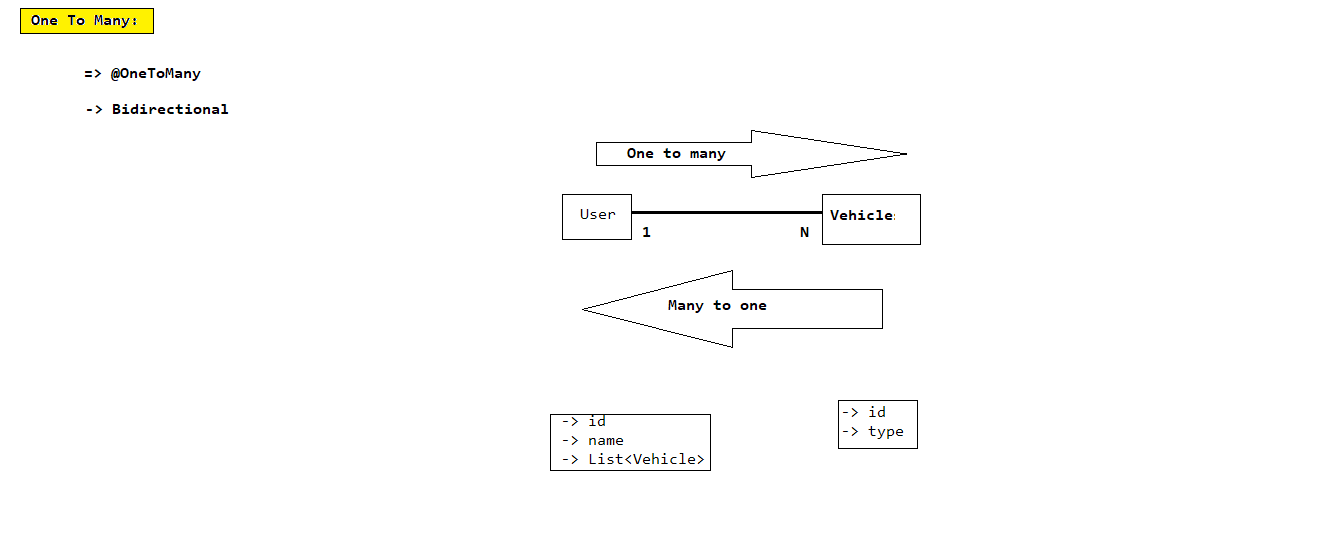 One To Many:
=> @OneToMany
-> Bidirectional
One to many
User
Vehicles
1
N
Many to one
-> id
-> name
-> List<Vehicle>
-> id
-> type